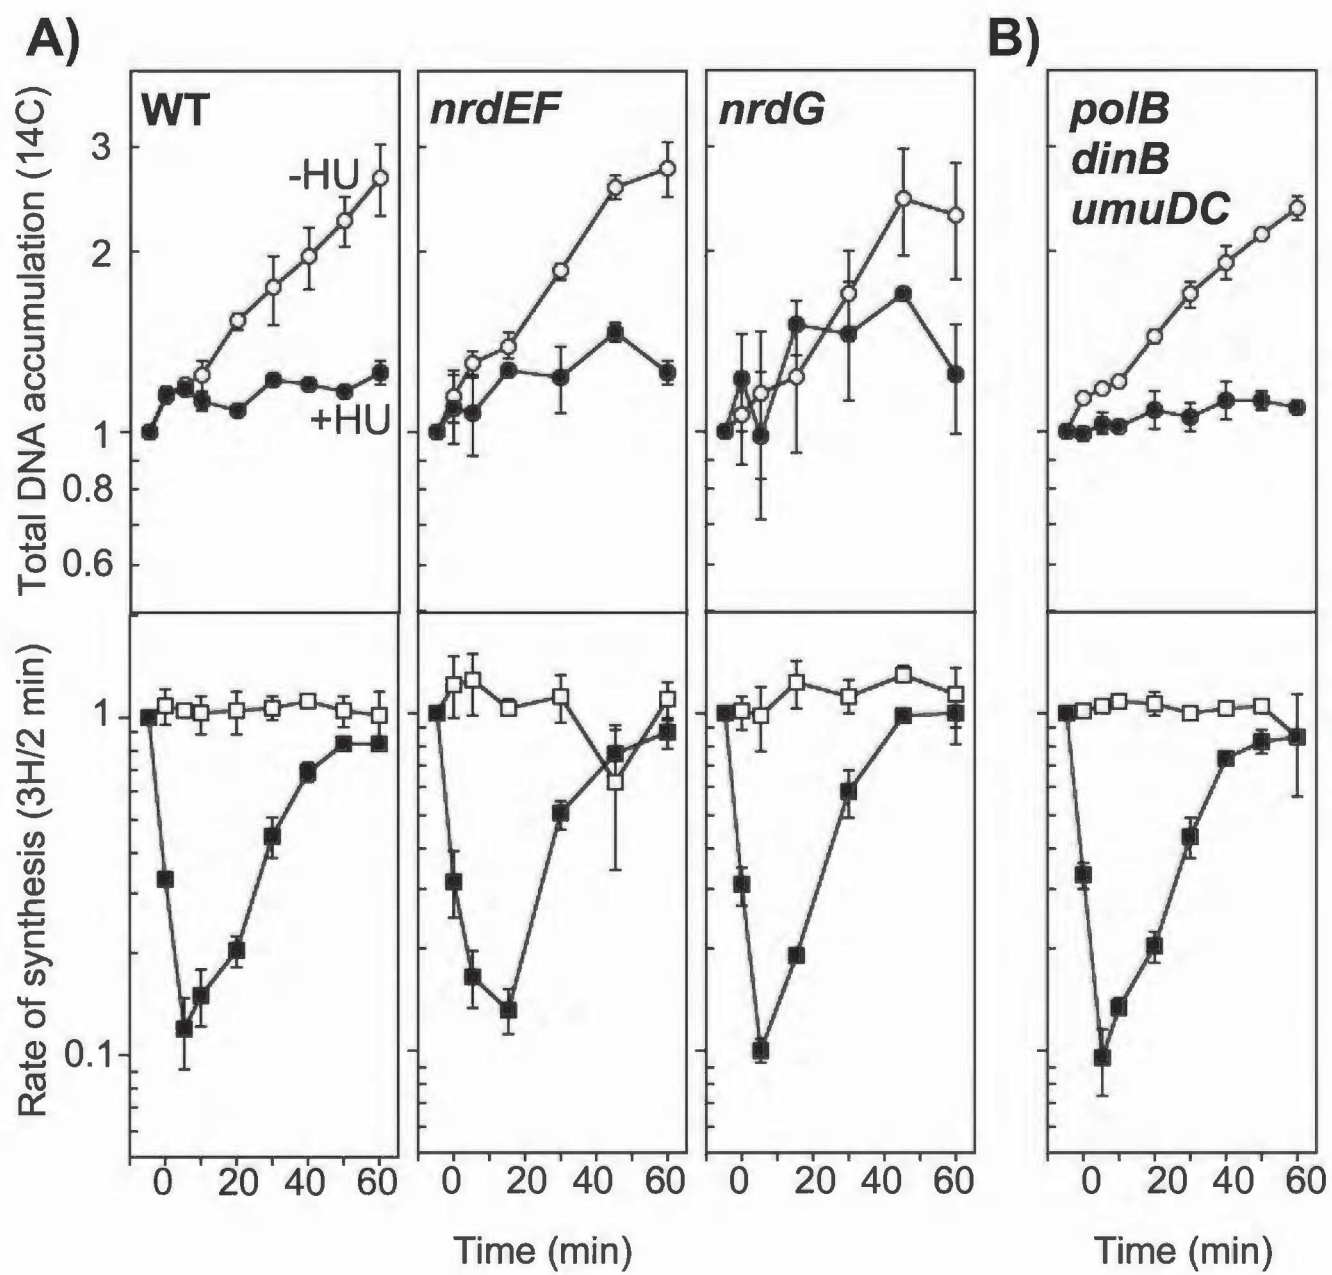 A)
B)
WT
nrdEF
nrdG
polB
dinB
umuDC
-HU
+HU
Total DNA accumulation (14C)
3
2
1
0.8
0.6
Rate of synthesis (3H/2 min)
1
0.1
0 20 40 60
0 20 40 60
0 20 40 60
0 20 40 60
Time (min)
Time (min)